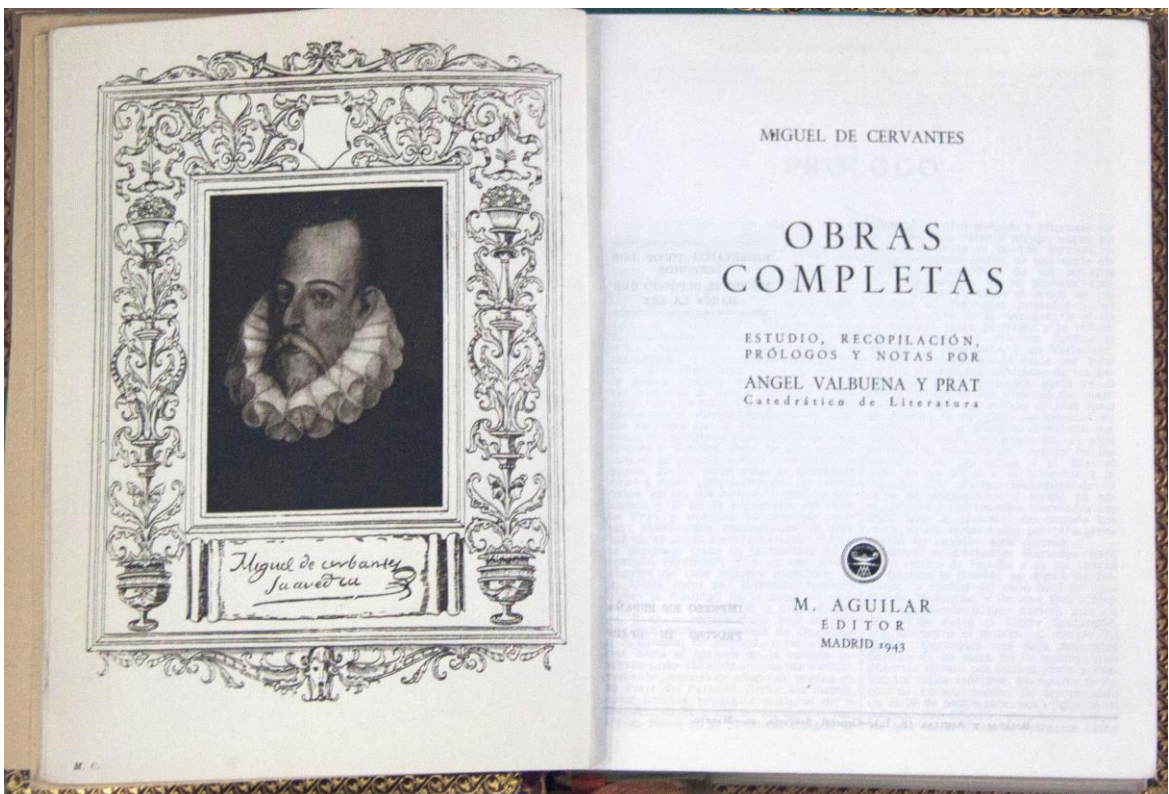 Miguel de cerbantes
Saavedra
M. C.
MIGUEL DE CERVANTES
OBRAS
COMPLETAS
ESTUDIO, RECOPILACIÓN,
PRÓLOGOS Y NOTAS POR
ANGEL VALBUENA Y PRAT
Catedrático de Literatura
M. AGUILAR
EDITOR
MADRID 1943